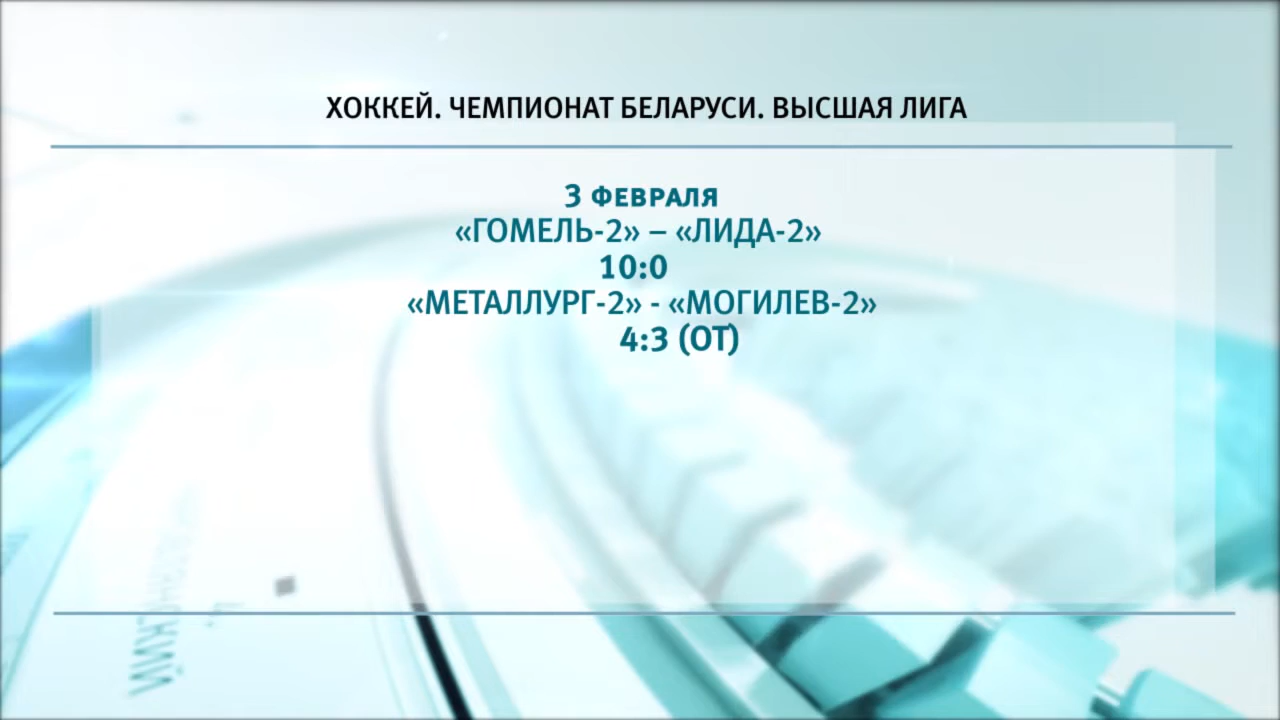 ХОККЕЙ. ЧЕМПИОНАТ БЕЛАРУСИ. ВЫСШАЯ ЛИГА
3 ФЕВРАЛЯ
«ГОМЕЛЬ-2» – «ЛИДА-2»
10:0
«МЕТАЛЛУРГ-2» - «МОГИЛЕВ-2»
4:3 (ОТ)